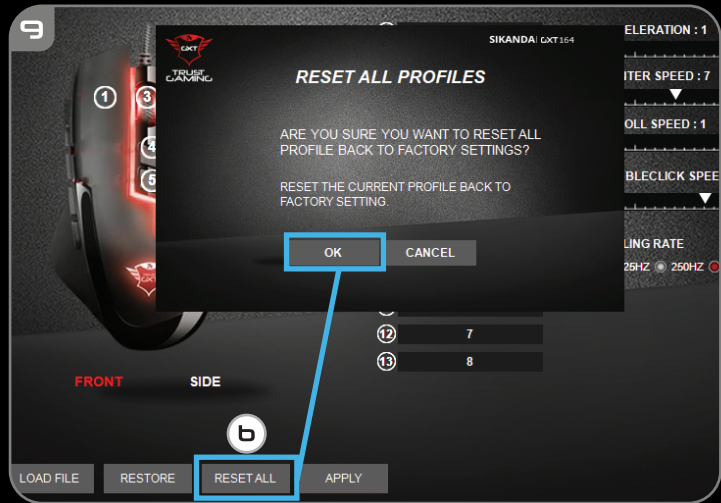 9
SIKANDA GXT 164
GXT
TRUST
GAMING
RESET ALL PROFILES
ARE YOU SURE YOU WANT TO RESET ALL
PROFILE BACK TO FACTORY SETTINGS?
RESET THE CURRENT PROFILE BACK TO
FACTORY SETTING.
OK CANCEL
ELERATION : 1
TER SPEED : 7
OLL SPEED : 1
BLECLICK SPEE
LING RATE
25HZ 250HZ
1 3
4
5
GXT
12 7
13 8
FRONT SIDE
b
LOAD FILE RESTORE RESET ALL APPLY